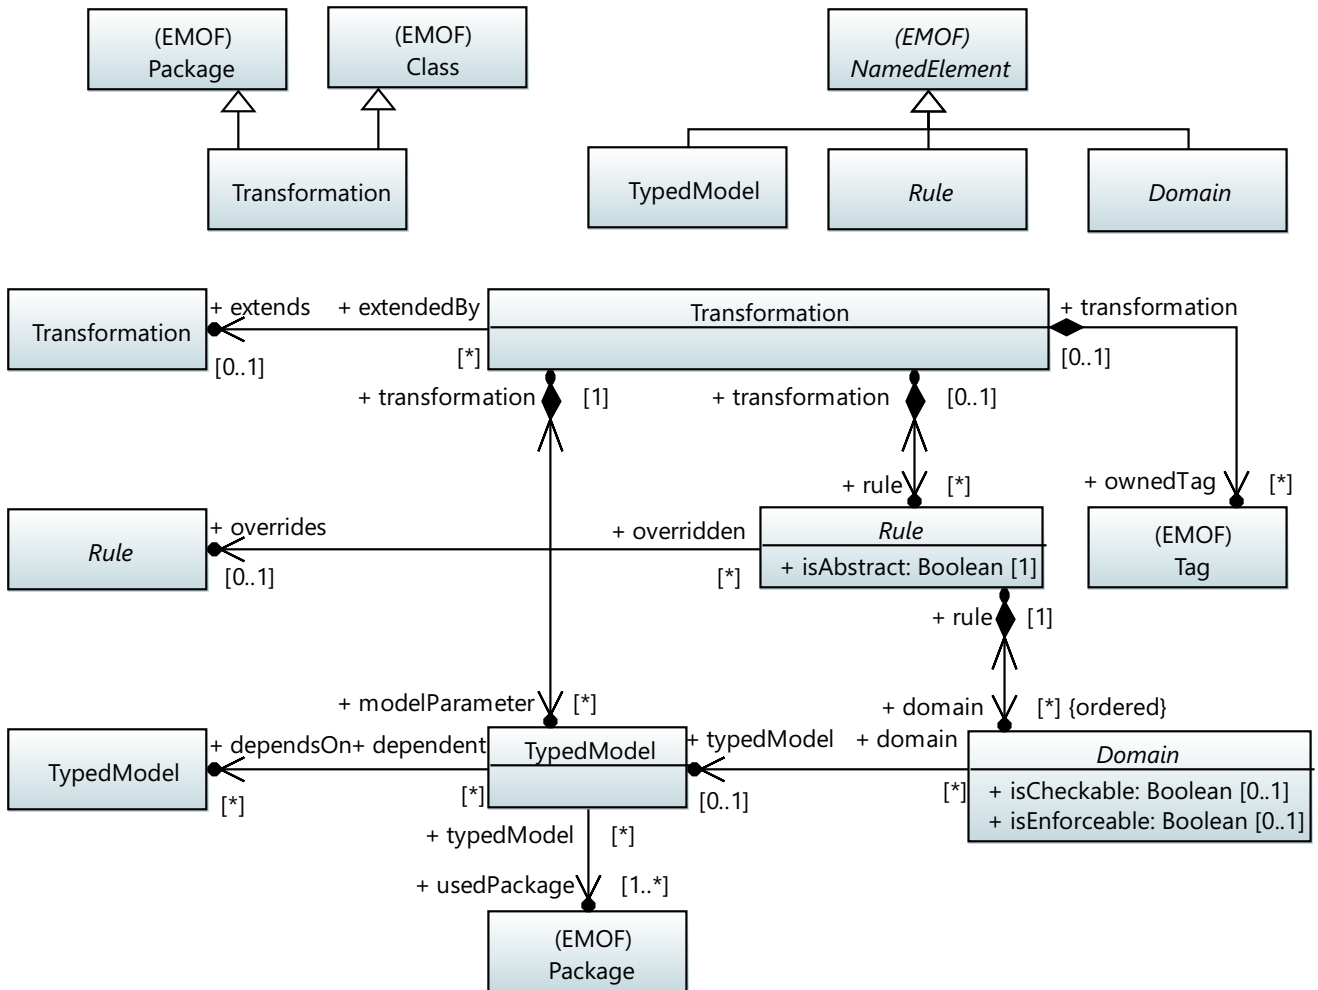 (EMOF)
Package
(EMOF)
Class
(EMOF)
NamedElement
Transformation
TypedModel
Rule
Domain
Transformation
+ extends
[0..1]
+ extendedBy
[*]
Transformation
+ transformation
[0..1]
+ transformation
[1]
+ transformation
[0..1]
+ rule
[*]
+ ownedTag
[*]
Rule
+ overrides
[0..1]
+ overridden
[*]
Rule
+ isAbstract: Boolean [1]
(EMOF)
Tag
+ rule
[1]
+ modelParameter
[*]
+ domain
[*] {ordered}
TypedModel
+ dependsOn
[*]
+ dependent
[*]
TypedModel
+ typedModel
[0..1]
+ domain
[*]
Domain
+ isCheckable: Boolean [0..1]
+ isEnforceable: Boolean [0..1]
+ typedModel
[*]
+ usedPackage
[1..*]
(EMOF)
Package